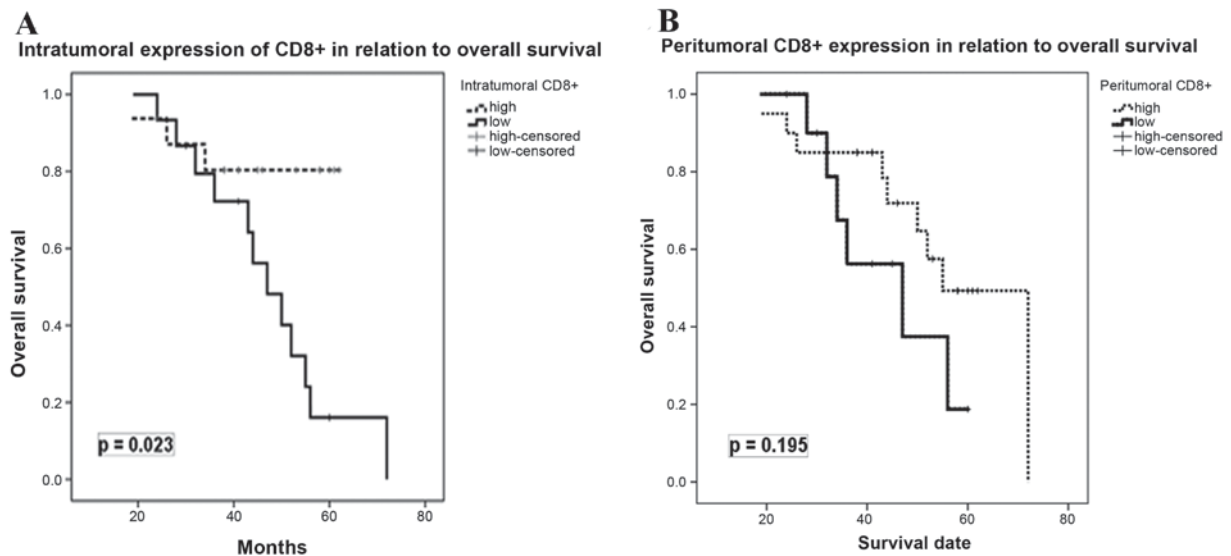 A
Intratumoral expression of CD8+ in relation to overall survival
Intratumoral CD8+
high
low
high-censored
low-censored
Overall survival
1.0
0.8
0.6
0.4
0.2
0.0
p = 0.023
20
40
60
80
Months
B
Peritumoral CD8+ expression in relation to overall survival
Peritumoral CD8+
high
low
high-censored
low-censored
Overall survival
1.0
0.8
0.6
0.4
0.2
0.0
p = 0.195
20
40
60
80
Survival date